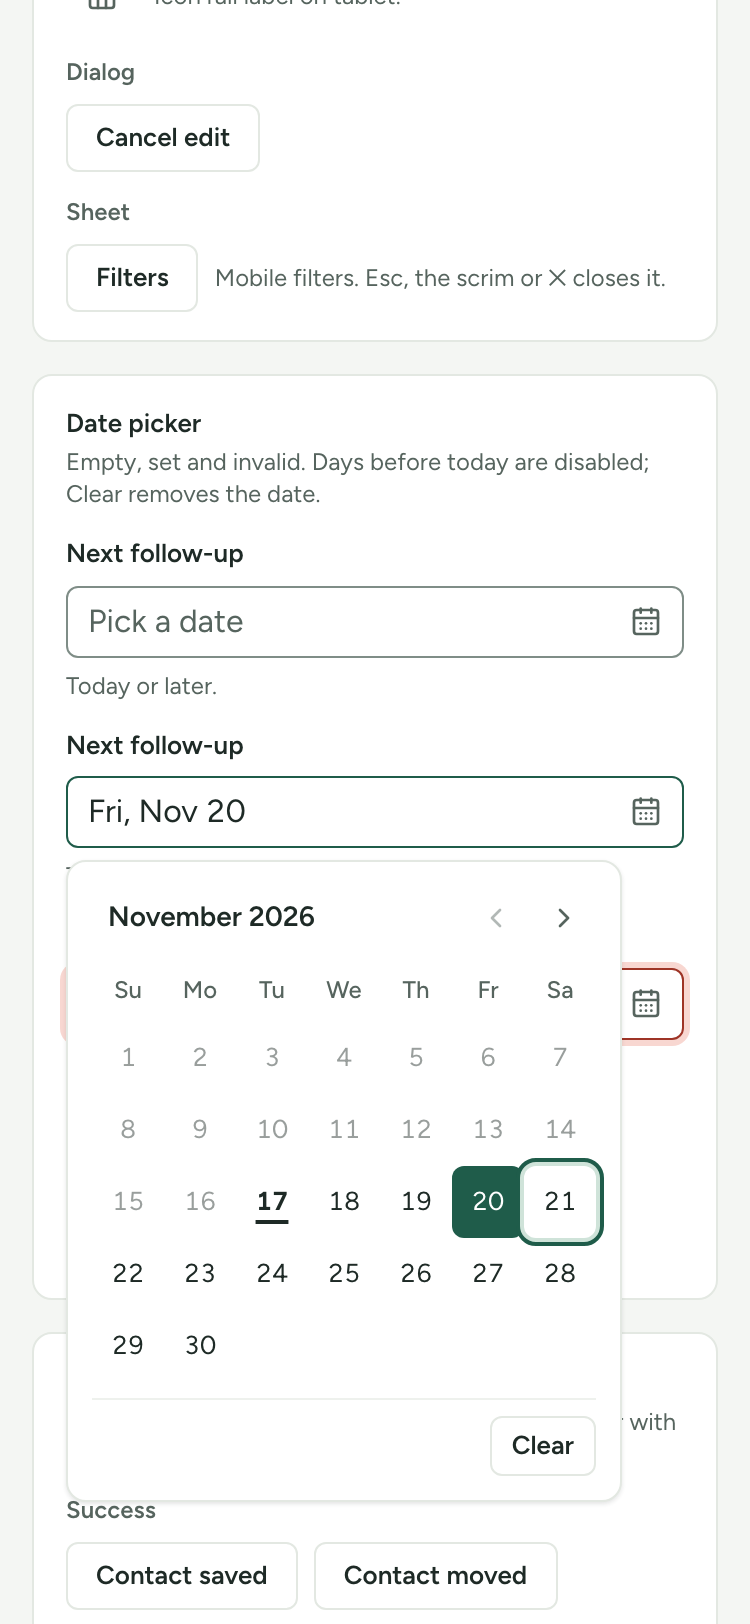 Dialog
Cancel edit
Sheet
Filters
Mobile filters. Esc, the scrim or × closes it.
Date picker
Empty, set and invalid. Days before today are disabled;
Clear removes the date.
Next follow-up
Pick a date
Today or later.
Next follow-up
Fri, Nov 20
November 2026
Su Mo Tu We Th Fr Sa
1 2 3 4 5 6 7
8 9 10 11 12 13 14
15 16 17 18 19 20 21
22 23 24 25 26 27 28
29 30
with
Clear
Success
Contact saved
Contact moved